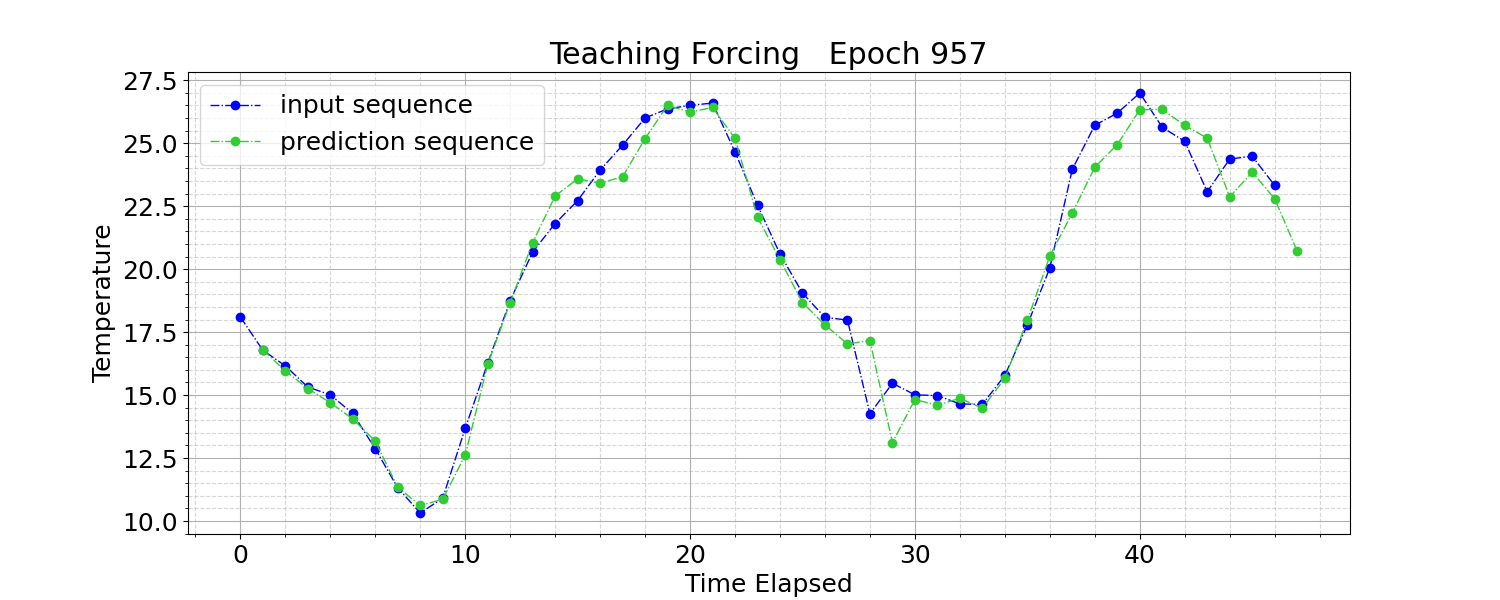 Teaching Forcing   Epoch 957
27.5
25.0
22.5
20.0
17.5
15.0
12.5
10.0
Temperature
input sequence
prediction sequence
0 10 20 30 40
Time Elapsed